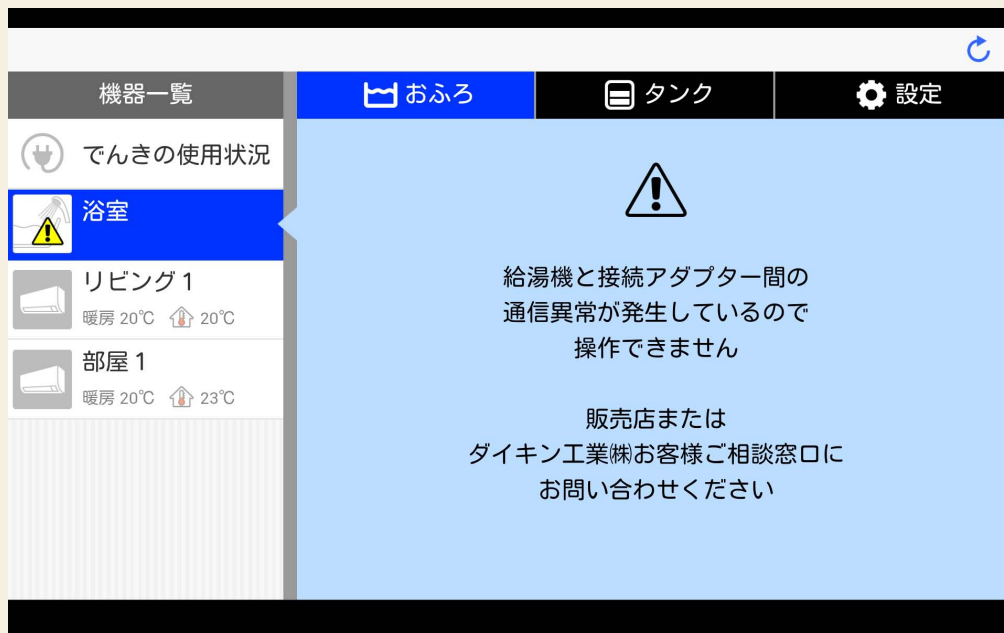 機器一覧
おふろ
タンク
設定
でんきの使用状況
浴室
リビング1
暖房 20℃ 20℃
部屋1
暖房 20℃ 23℃
給湯機と接続アダプター間の
通信異常が発生しているので
操作できません
販売店または
ダイキン工業㈱お客様ご相談窓口に
お問い合わせください